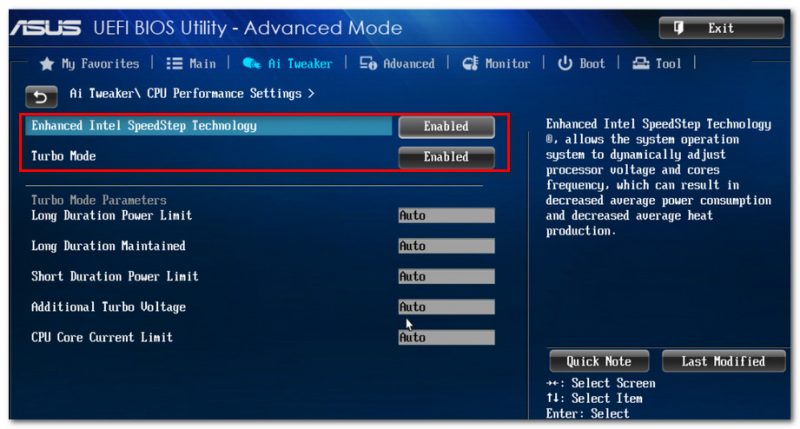 ASUS UEFI BIOS Utility - Advanced Mode
Exit
My Favorites | Main | Ai Tweaker | Advanced | Monitor | Boot | Tool |
Ai Tweaker\ CPU Performance Settings >
Enhanced Intel SpeedStep Technology Enabled
Turbo Mode Enabled
Turbo Mode Parameters
Long Duration Power Limit Auto
Long Duration Maintained Auto
Short Duration Power Limit Auto
Additional Turbo Voltage Auto
CPU Core Current Limit Auto
Enhanced Intel SpeedStep Technology
®, allows the system operation
system to dynamically adjust
processor voltage and cores
frequency, which can result in
decreased average power consumption
and decreased average heat
production.
Quick Note Last Modified
→←: Select Screen
↑↓: Select Item
Enter: Select